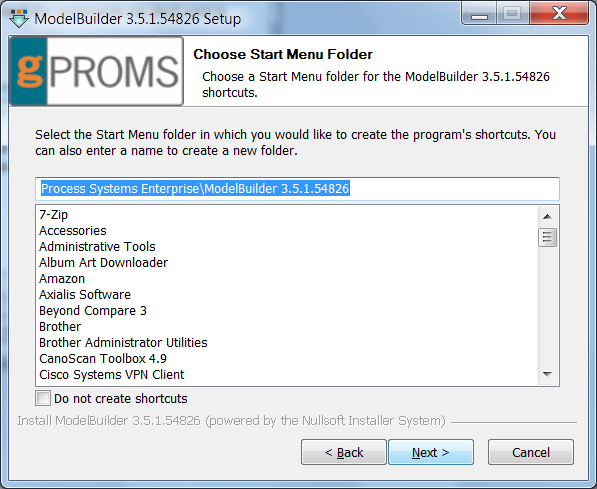 ModelBuilder 3.5.1.54826 Setup
gPROMS
Choose Start Menu Folder
Choose a Start Menu folder for the ModelBuilder 3.5.1.54826
shortcuts.
Select the Start Menu folder in which you would like to create the program's shortcuts. You
can also enter a name to create a new folder.
Process Systems Enterprise\ModelBuilder 3.5.1.54826
7-Zip
Accessories
Administrative Tools
Album Art Downloader
Amazon
Axialis Software
Beyond Compare 3
Brother
Brother Administrator Utilities
CanoScan Toolbox 4.9
Cisco Systems VPN Client
Do not create shortcuts
Install ModelBuilder 3.5.1.54826 (powered by the Nullsoft Installer System)
< Back
Next >
Cancel